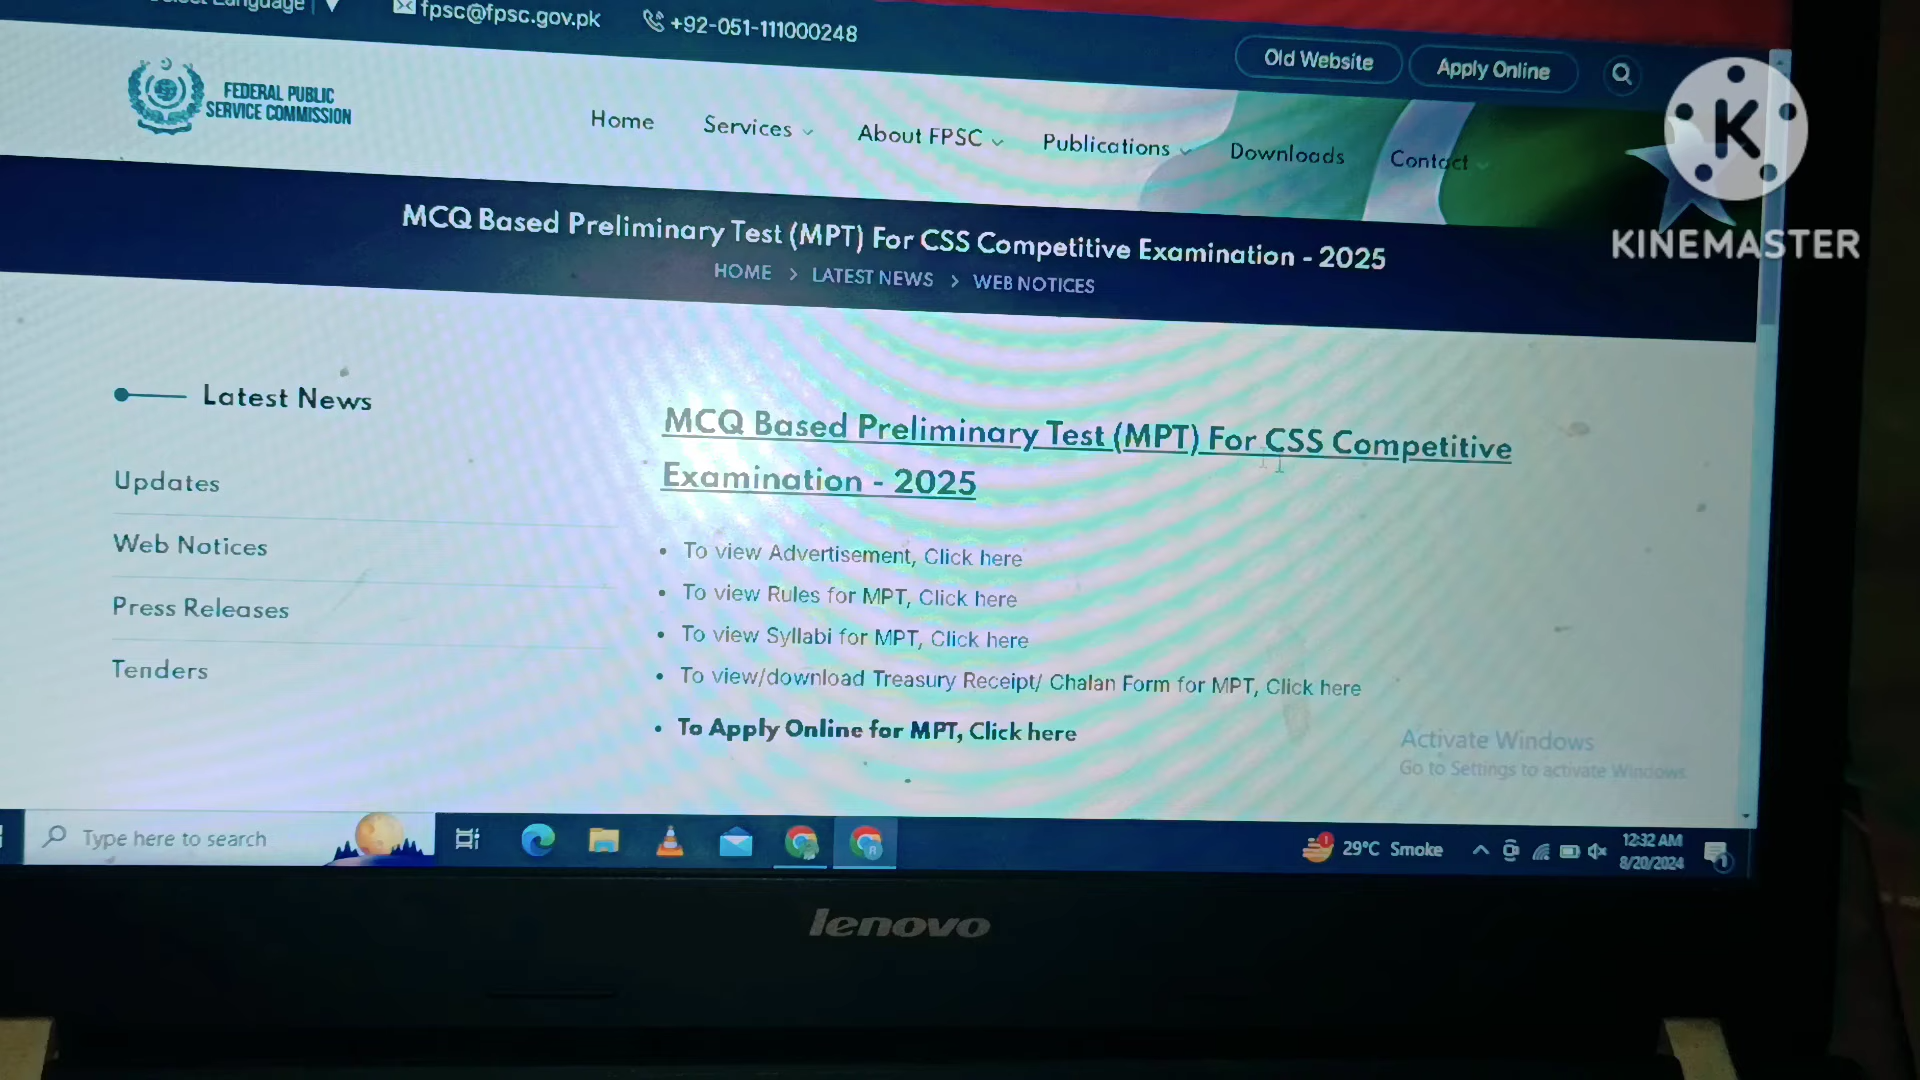 Language
fpsc@fpsc.gov.pk
+92-051-111000248
Old Website
Apply Online
FEDERAL PUBLIC
SERVICE COMMISSION
Home
Services
About FPSC
Publications
Downloads
Contact
KINEMASTER
MCQ Based Preliminary Test (MPT) For CSS Competitive Examination - 2025
HOME > LATEST NEWS > WEB NOTICES
Latest News
Updates
Web Notices
Press Releases
Tenders
MCQ Based Preliminary Test (MPT) For CSS Competitive
Examination - 2025
• To view Advertisement, Click here
• To view Rules for MPT, Click here
• To view Syllabi for MPT, Click here
• To view/download Treasury Receipt/ Chalan Form for MPT, Click here
• To Apply Online for MPT, Click here
Activate Windows
Go to Settings to activate Windows.
Type here to search
29°C Smoke
12:32 AM
8/20/2024
lenovo